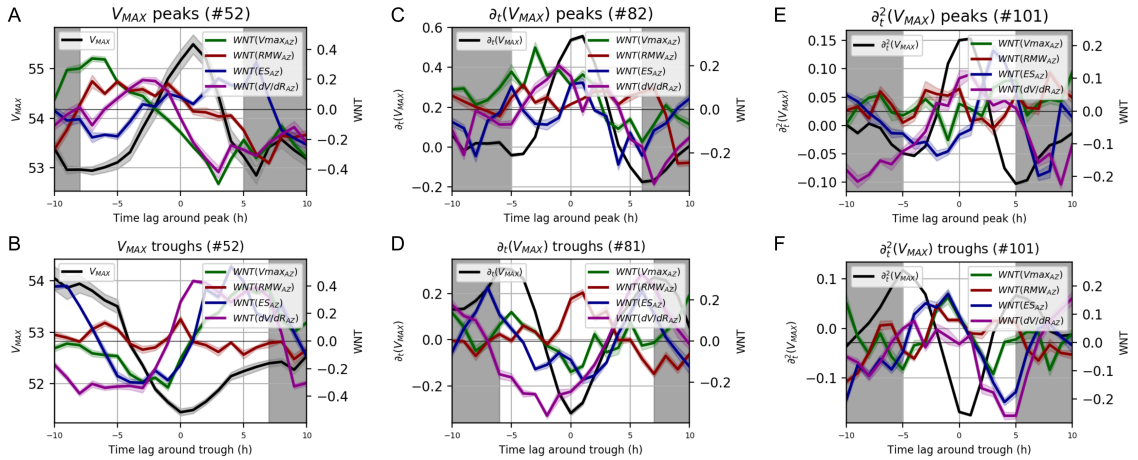 A
V_MAX peaks (#52)
V_MAX
WNT(Vmax_AZ)
WNT(RMW_AZ)
WNT(ES_AZ)
WNT(dV/dR_AZ)
55
54
53
V_MAX
0.4
0.2
0.0
−0.2
−0.4
WNT
−10 −5 0 5 10
Time lag around peak (h)
C
∂_t(V_MAX) peaks (#82)
∂_t(V_MAX)
WNT(Vmax_AZ)
WNT(RMW_AZ)
WNT(ES_AZ)
WNT(dV/dR_AZ)
0.6
0.4
0.2
0.0
−0.2
∂_t(V_MAX)
0.2
0.0
−0.2
WNT
−10 −5 0 5 10
Time lag around peak (h)
E
∂²_t(V_MAX) peaks (#101)
∂²_t(V_MAX)
WNT(Vmax_AZ)
WNT(RMW_AZ)
WNT(ES_AZ)
WNT(dV/dR_AZ)
0.15
0.10
0.05
0.00
−0.05
−0.10
∂²_t(V_MAX)
0.2
0.1
0.0
−0.1
−0.2
WNT
−10 −5 0 5 10
Time lag around peak (h)
B
V_MAX troughs (#52)
V_MAX
WNT(Vmax_AZ)
WNT(RMW_AZ)
WNT(ES_AZ)
WNT(dV/dR_AZ)
54
53
52
V_MAX
0.4
0.2
0.0
−0.2
−0.4
WNT
−10 −5 0 5 10
Time lag around trough (h)
D
∂_t(V_MAX) troughs (#81)
∂_t(V_MAX)
WNT(Vmax_AZ)
WNT(RMW_AZ)
WNT(ES_AZ)
WNT(dV/dR_AZ)
0.2
0.0
−0.2
∂_t(V_MAX)
0.2
0.0
−0.2
WNT
−10 −5 0 5 10
Time lag around trough (h)
F
∂²_t(V_MAX) troughs (#101)
∂²_t(V_MAX)
WNT(Vmax_AZ)
WNT(RMW_AZ)
WNT(ES_AZ)
WNT(dV/dR_AZ)
0.1
0.0
−0.1
∂²_t(V_MAX)
0.1
0.0
−0.1
−0.2
WNT
−10 −5 0 5 10
Time lag around trough (h)